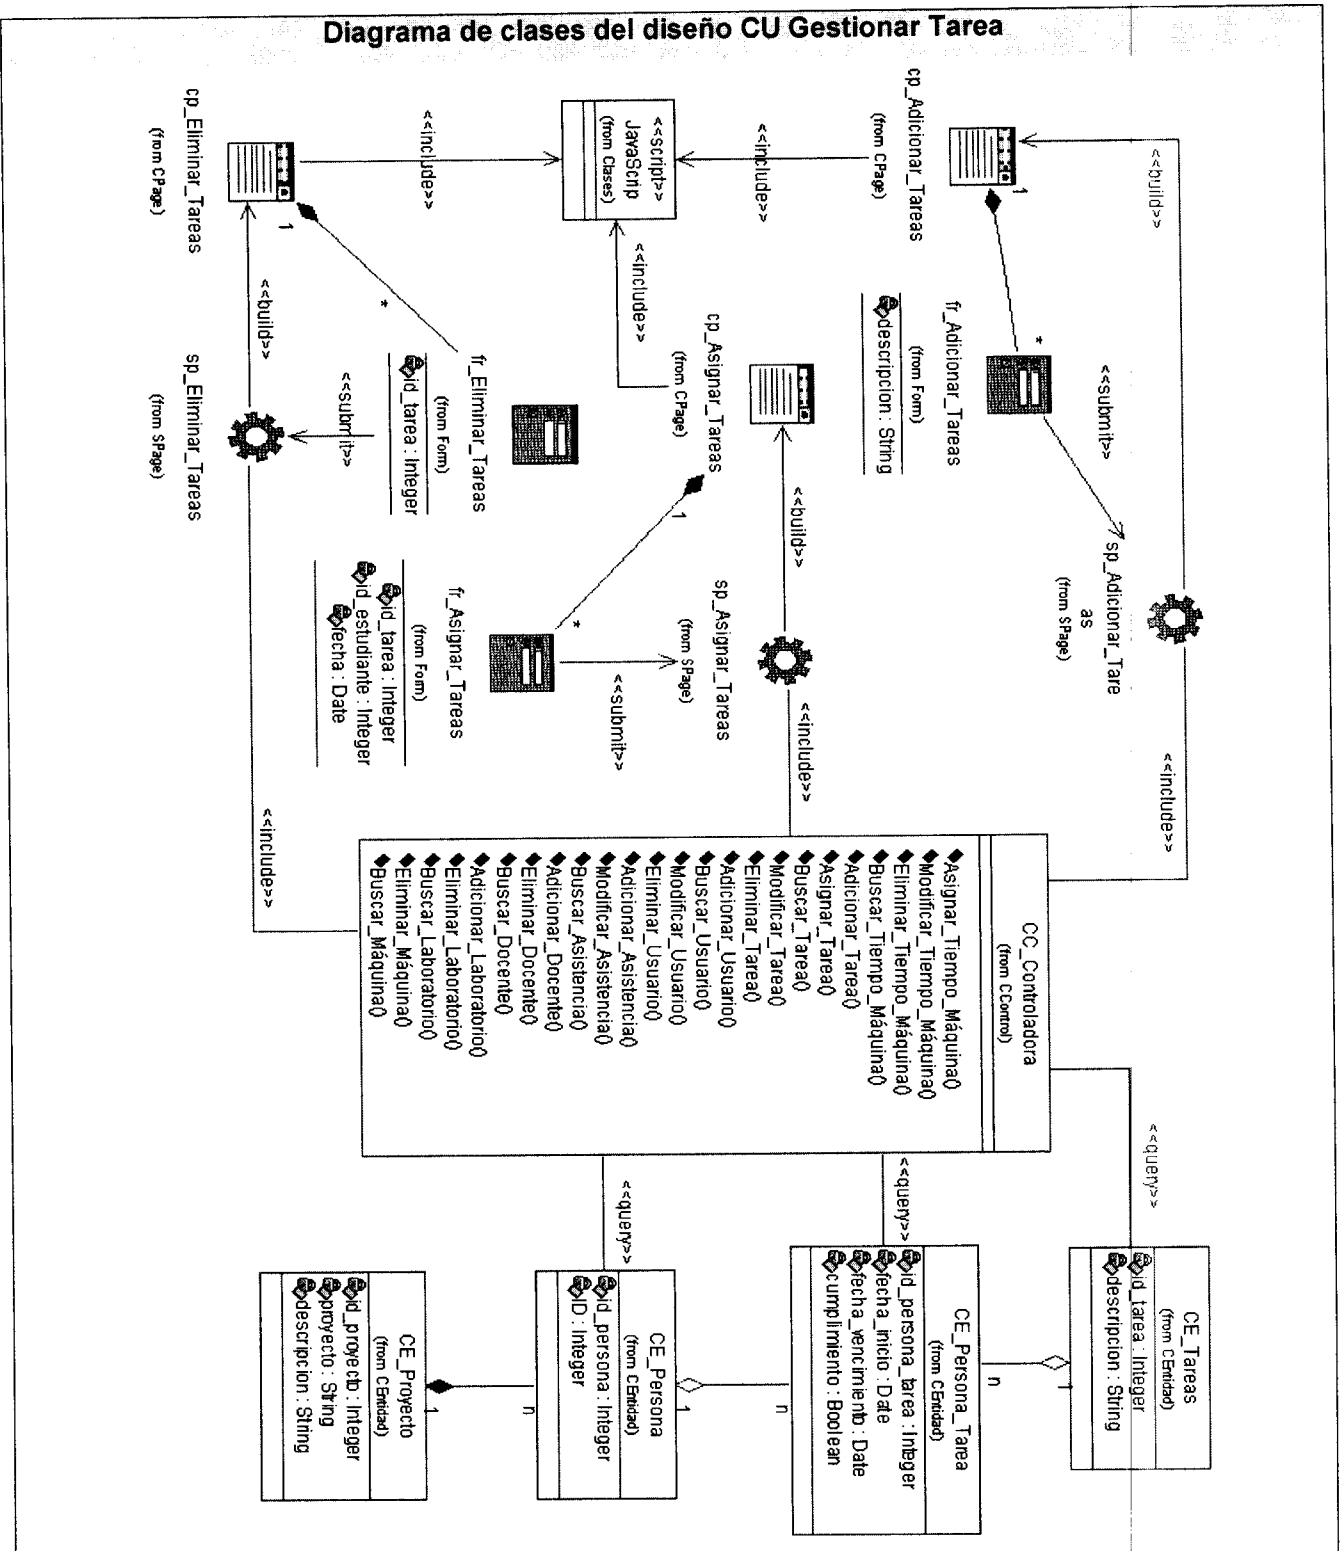 Diagrama de clases del diseño CU Gestionar Tarea
<<build>>
<<include>>
<<query>>
cp_Adicionar_Tareas
(from CPage)
1
*
fr_Adicionar_Tareas
(from Form)
descripcion : String
<<submit>>
sp_Adicionar_Tare
as
(from SPage)
<<include>>
<<script>>
JavaScrip
(from Clases)
<<include>>
<<include>>
cp_Asignar_Tareas
(from CPage)
<<build>>
1
*
sp_Asignar_Tareas
(from SPage)
<<include>>
<<submit>>
fr_Asignar_Tareas
(from Form)
id_tarea : Integer
id_estudiante : Integer
fecha : Date
cp_Eliminar_Tareas
(from CPage)
1
*
fr_Eliminar_Tareas
(from Form)
id_tarea : Integer
<<submit>>
<<build>>
sp_Eliminar_Tareas
(from SPage)
<<include>>
CC_Controladora
(from CControl)
Asignar_Tiempo_Máquina()
Modificar_Tiempo_Máquina()
Eliminar_Tiempo_Máquina()
Buscar_Tiempo_Máquina()
Adicionar_Tarea()
Asignar_Tarea()
Buscar_Tarea()
Modificar_Tarea()
Eliminar_Tarea()
Adicionar_Usuario()
Buscar_Usuario()
Modificar_Usuario()
Eliminar_Usuario()
Adicionar_Asistencia()
Modificar_Asistencia()
Buscar_Asistencia()
Adicionar_Docente()
Eliminar_Docente()
Buscar_Docente()
Adicionar_Laboratorio()
Eliminar_Laboratorio()
Buscar_Laboratorio()
Eliminar_Máquina()
Buscar_Máquina()
CE_Tareas
(from CEntidad)
id_tarea : Integer
descripcion : String
1
n
<<query>>
CE_Persona_Tarea
(from CEntidad)
id_persona_tarea : Integer
fecha_inicio : Date
fecha_vencimiento : Date
cumplimiento : Boolean
n
1
<<query>>
CE_Persona
(from CEntidad)
id_persona : Integer
ID : Integer
n
1
CE_Proyecto
(from CEntidad)
id_proyecto : Integer
proyecto : String
descripcion : String